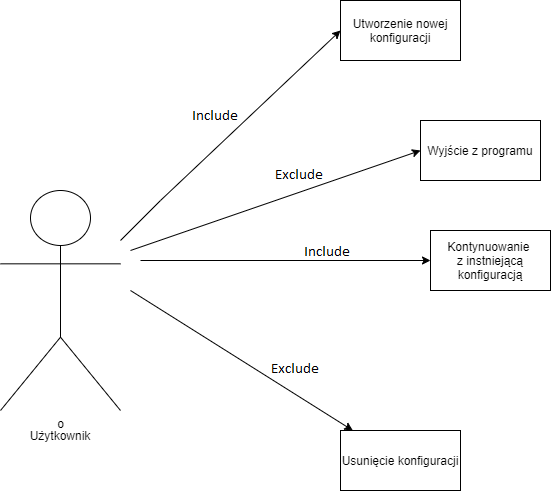 Utworzenie nowej
konfiguracji
Include
Wyjście z programu
Exclude
Kontynuowanie
z instniejącą
konfiguracją
Include
Exclude
o
Użytkownik
Usunięcie konfiguracji